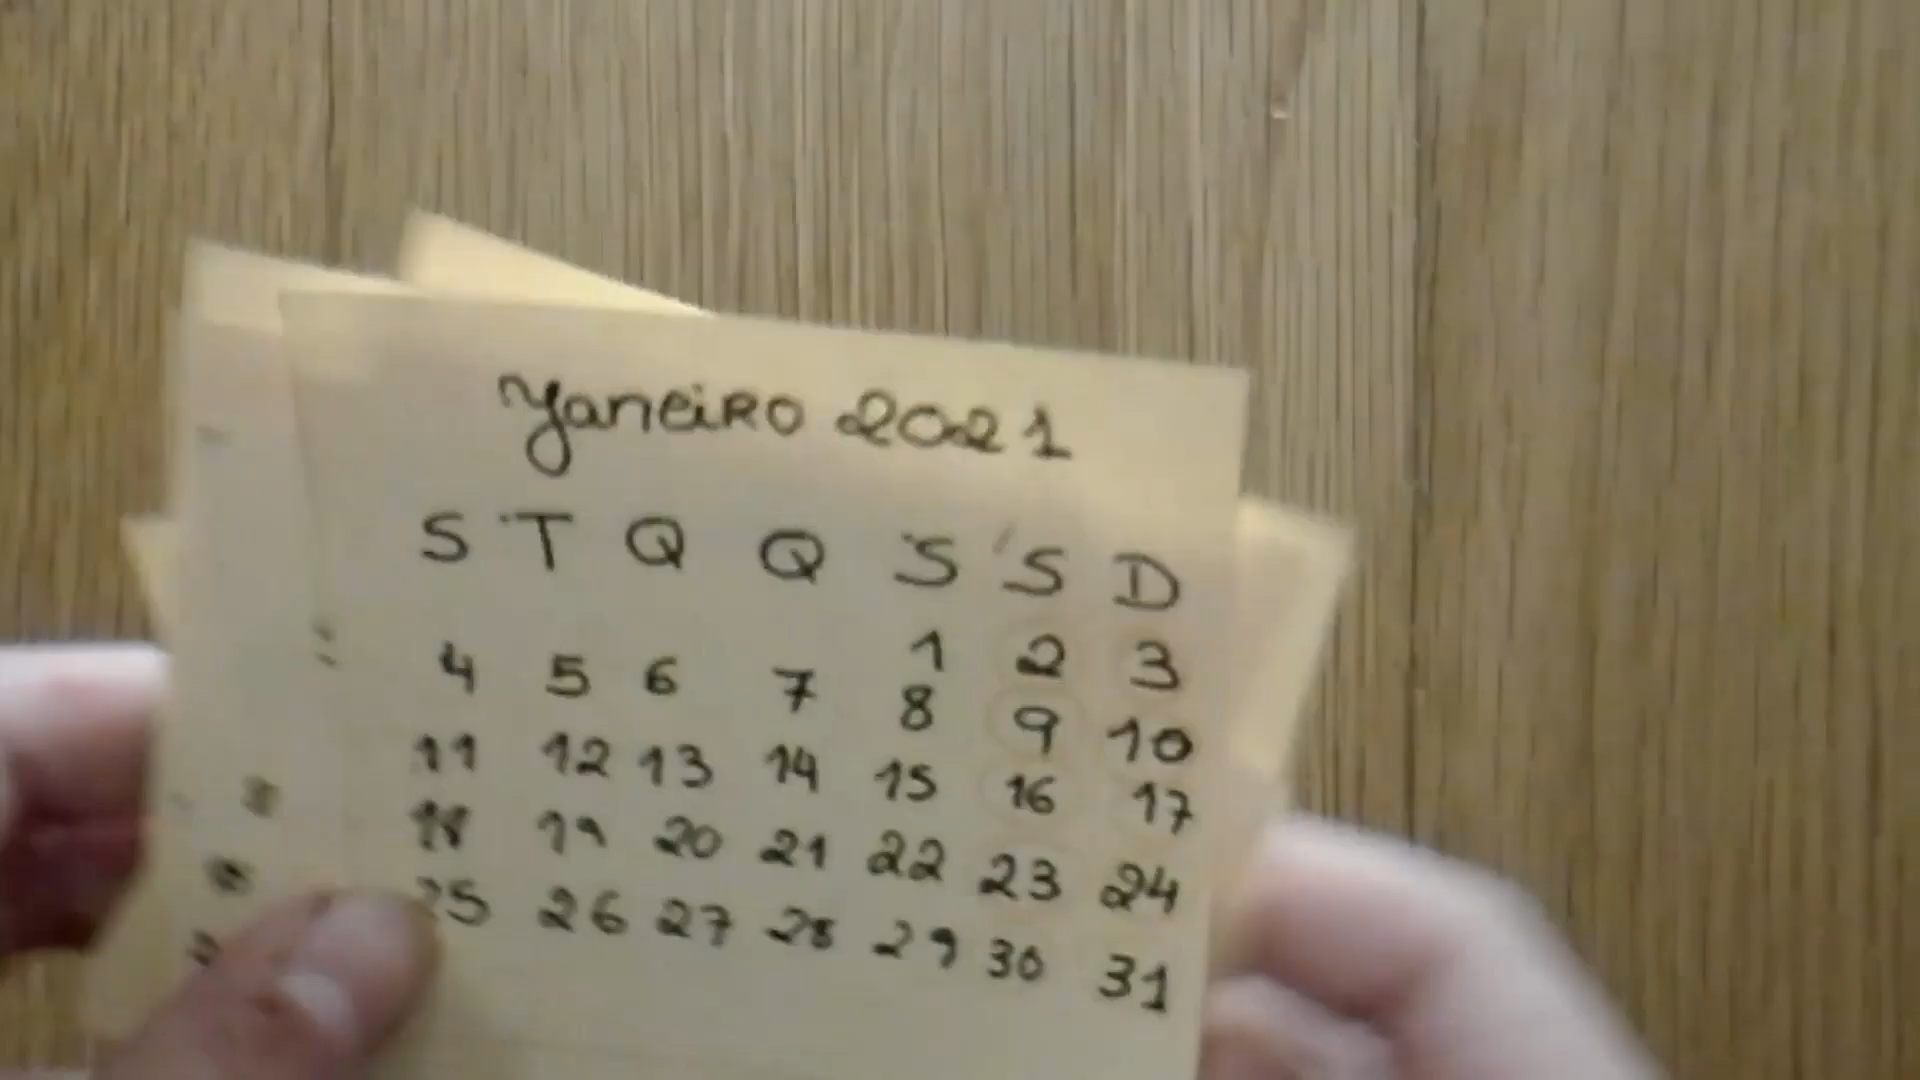 Janeiro 2021
S T Q Q S S D
1 2 3
4 5 6 7 8 9 10
11 12 13 14 15 16 17
18 19 20 21 22 23 24
25 26 27 28 29 30 31